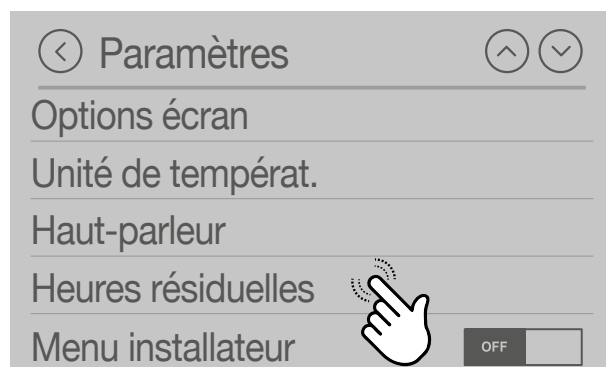 Paramètres
Options écran
Unité de températ.
Haut-parleur
Heures résiduelles
Menu installateur OFF